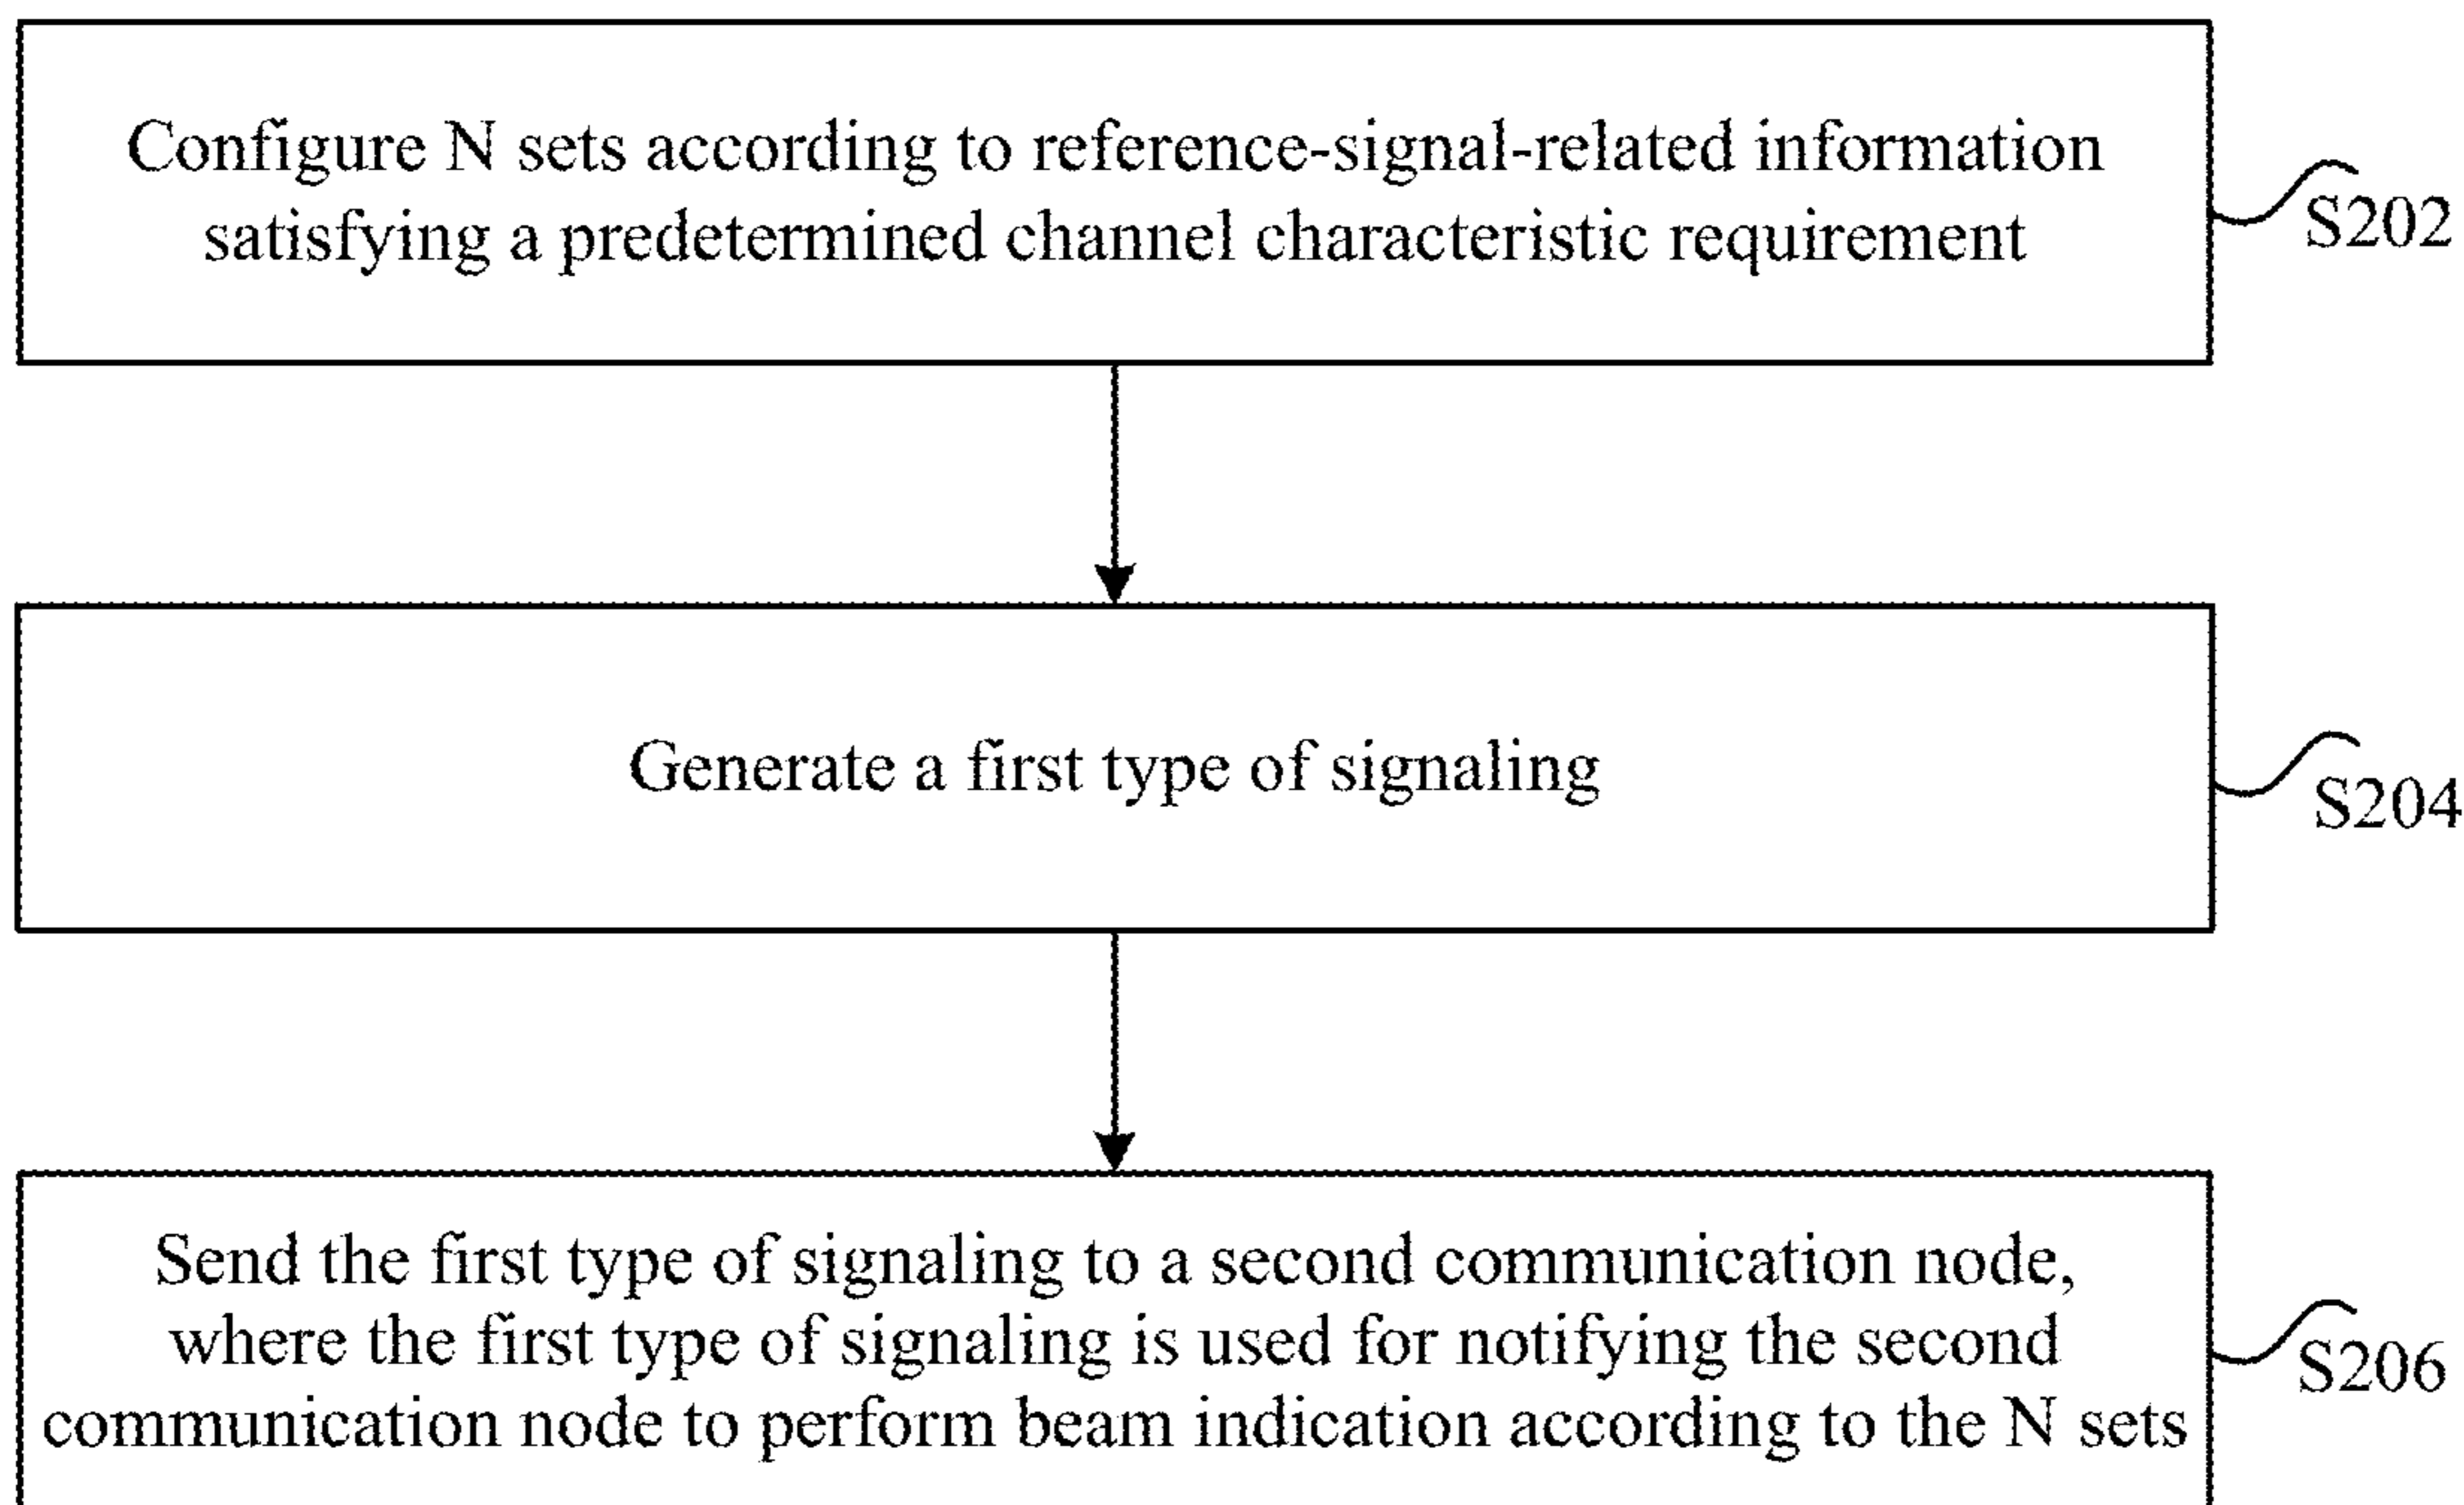 Configure N sets according to reference-signal-related information
satisfying a predetermined channel characteristic requirement
S202
Generate a first type of signaling
S204
Send the first type of signaling to a second communication node,
where the first type of signaling is used for notifying the second
communication node to perform beam indication according to the N sets
S206